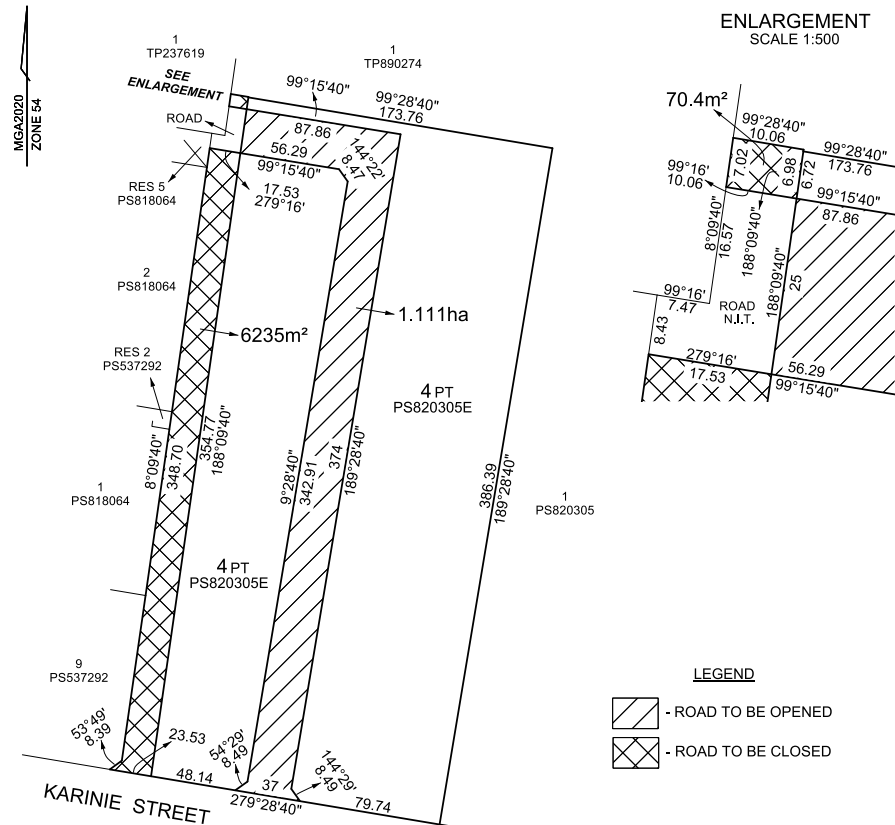 MGA2020
ZONE 54
1
TP237619
SEE
ENLARGEMENT
ROAD
1
TP890274
99°15'40"
99°28'40"
173.76
87.86
56.29
99°15'40"
144°22'
8.47
17.53
279°16'
RES 5
PS818064
2
PS818064
6235m²
1.111ha
RES 2
PS537292
4 PT
PS820305E
8°09'40"
348.70
354.77
188°09'40"
9°28'40"
342.91
374
189°28'40"
386.39
189°28'40"
1
PS818064
1
PS820305
4 PT
PS820305E
9
PS537292
53°49'
8.39
23.53
54°29'
8.49
144°29'
8.49
48.14
37
279°28'40"
79.74
KARINIE STREET
ENLARGEMENT
SCALE 1:500
70.4m²
99°28'40"
10.06
99°28'40"
173.76
7.02
6.98
6.72
99°16'
10.06
99°15'40"
87.86
8°09'40"
16.57
188°09'40"
188°09'40"
25
99°16'
7.47
ROAD
N.I.T.
8.43
279°16'
17.53
56.29
99°15'40"
LEGEND
- ROAD TO BE OPENED
- ROAD TO BE CLOSED